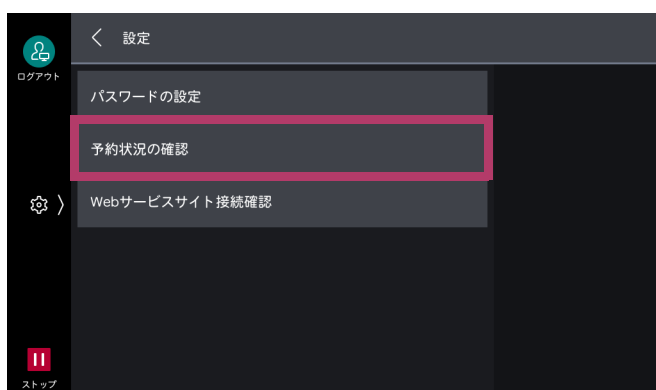 設定
ログアウト
パスワードの設定
予約状況の確認
Webサービスサイト接続確認
ストップ